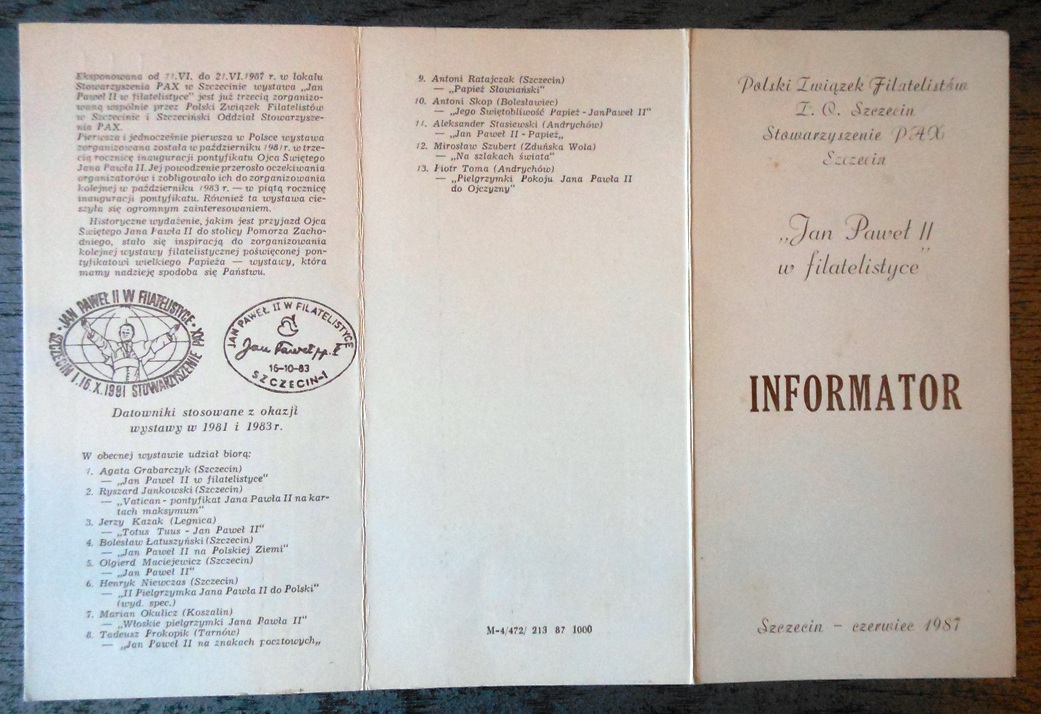 Eksponowana od 11.VI. do 21.VI.1987 r. w lokalu
Stowarzyszenia PAX w Szczecinie wystawa „Jan
Paweł II w filatelistyce" jest już trzecią zorganizo-
waną wspólnie przez Polski Związek Filatelistów
w Szczecinie i Szczeciński Oddział Stowarzysze-
nia PAX.
Pierwsza i jednocześnie pierwsza w Polsce wystawa
zorganizowana została w październiku 1981 r. w trze-
cią rocznicę inauguracji pontyfikatu Ojca Świętego
Jana Pawła II. Jej powodzenie przerosło oczekiwania
organizatorów i zobligowało ich do zorganizowania
kolejnej w październiku 1983 r. — w piątą rocznicę
inauguracji pontyfikatu. Również ta wystawa cie-
szyła się ogromnym zainteresowaniem.
Historyczne wydażenie, jakim jest przyjazd Ojca
Świętego Jana Pawła II do stolicy Pomorza Zacho-
dniego, stało się inspiracją do zorganizowania
kolejnej wystawy filatelistycznej poświęconej pon-
tyfikatowi wielkiego Papieża — wystawy, która
mamy nadzieję spodoba się Państwu.
JAN PAWEŁ II W FILATELISTYCE
SZCZECIN 1.16.X.1981 STOWARZYSZENIE PAX
JAN PAWEŁ II W FILATELISTYCE
Jan Paweł pp. II
16-10-83
SZCZECIN-1
Datowniki stosowane z okazji
wystawy w 1981 i 1983 r.
W obecnej wystawie udział biorą:
1. Agata Grabarczyk (Szczecin)
— „Jan Paweł II w filatelistyce"
2. Ryszard Jankowski (Szczecin)
— „Vatican - pontyfikat Jana Pawła II na kar-
tach maksymum"
3. Jerzy Kazak (Legnica)
— „Totus Tuus - Jan Paweł II"
4. Bolesław Łatuszyński (Szczecin)
— „Jan Paweł II na Polskiej Ziemi"
5. Olgierd Maciejewicz (Szczecin)
— „Jan Paweł II"
6. Henryk Niewczas (Szczecin)
— „II Pielgrzymka Jana Pawła II do Polski"
(wyd. spec.)
7. Marian Okulicz (Koszalin)
— „Włoskie pielgrzymki Jana Pawła II"
8. Tadeusz Prokopik (Tarnów)
— „Jan Paweł II na znakach pocztowych„
9. Antoni Ratajczak (Szczecin)
— „Papież Słowiański"
10. Antoni Skop (Bolesławiec)
— „Jego Świętobliwość Papież - Jan Paweł II"
11. Aleksander Stasiewski (Andrychów)
— „Jan Paweł II - Papież„
12. Mirosław Szubert (Zduńska Wola)
— „Na szlakach świata"
13. Piotr Toma (Andrychów)
— „Pielgrzymki Pokoju Jana Pawła II
do Ojczyzny"
M-4/472/ 213 87 1000
Polski Związek Filatelistów
Z. O. Szczecin
Stowarzyszenie PAX
Szczecin
„Jan Paweł II
w filatelistyce"
INFORMATOR
Szczecin - czerwiec 1987